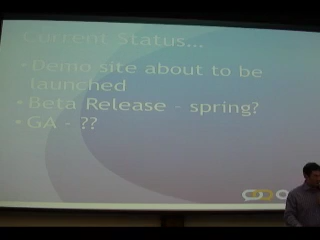 Current Status...
• Demo site about to be
launched
• Beta Release - spring?
• GA - ??